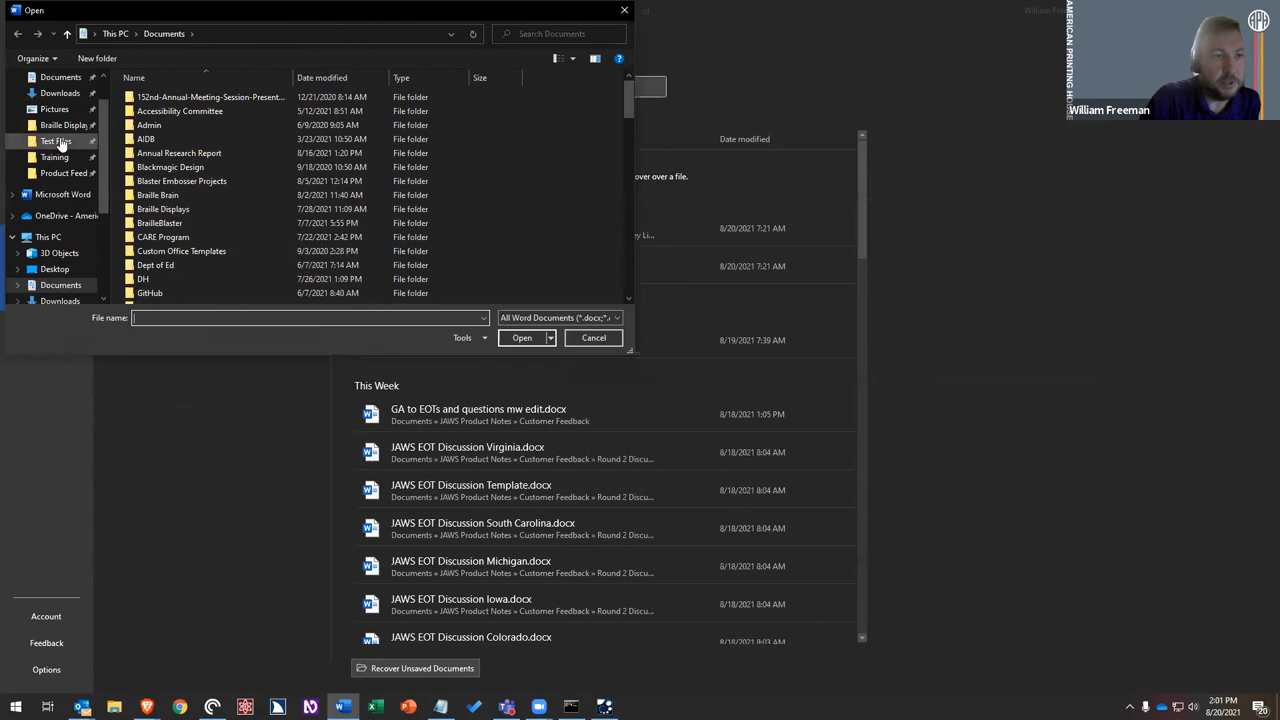 Open
William Free
AMERICAN PRINTING HOUSE
APH
William Freeman
This PC > Documents >
Search Documents
Organize
New folder
Documents
Downloads
Pictures
Braille Display
Test Files
Training
Product Feed
Microsoft Word
OneDrive - Ameri
This PC
3D Objects
Desktop
Documents
Downloads
Name Date modified Type Size
152nd-Annual-Meeting-Session-Present... 12/21/2020 8:14 AM File folder
Accessibility Committee 5/12/2021 8:51 AM File folder
Admin 6/9/2020 9:05 AM File folder
AIDB 3/23/2021 10:50 AM File folder
Annual Research Report 8/16/2021 1:20 PM File folder
Blackmagic Design 9/18/2020 10:50 AM File folder
Blaster Embosser Projects 8/5/2021 12:14 PM File folder
Braille Brain 8/2/2021 11:40 AM File folder
Braille Displays 7/28/2021 11:09 AM File folder
BrailleBlaster 7/7/2021 5:55 PM File folder
CARE Program 7/22/2021 2:42 PM File folder
Custom Office Templates 9/3/2020 2:28 PM File folder
Dept of Ed 6/7/2021 7:14 AM File folder
DH 7/26/2021 1:09 PM File folder
GitHub 6/7/2021 8:40 AM File folder
File name:
All Word Documents (*.docx;*.
Tools
Open
Cancel
Date modified
over over a file.
ey Li...
8/20/2021 7:21 AM
8/20/2021 7:21 AM
8/19/2021 7:39 AM
This Week
GA to EOTs and questions mw edit.docx 8/18/2021 1:05 PM
Documents » JAWS Product Notes » Customer Feedback
JAWS EOT Discussion Virginia.docx 8/18/2021 8:04 AM
Documents » JAWS Product Notes » Customer Feedback » Round 2 Discu...
JAWS EOT Discussion Template.docx 8/18/2021 8:04 AM
Documents » JAWS Product Notes » Customer Feedback » Round 2 Discu...
JAWS EOT Discussion South Carolina.docx 8/18/2021 8:04 AM
Documents » JAWS Product Notes » Customer Feedback » Round 2 Discu...
JAWS EOT Discussion Michigan.docx 8/18/2021 8:04 AM
Documents » JAWS Product Notes » Customer Feedback » Round 2 Discu...
JAWS EOT Discussion Iowa.docx 8/18/2021 8:04 AM
Documents » JAWS Product Notes » Customer Feedback » Round 2 Discu...
JAWS EOT Discussion Colorado.docx 8/18/2021 8:03 AM
Recover Unsaved Documents
Account
Feedback
Options
2:01 PM
8/20/2021
20